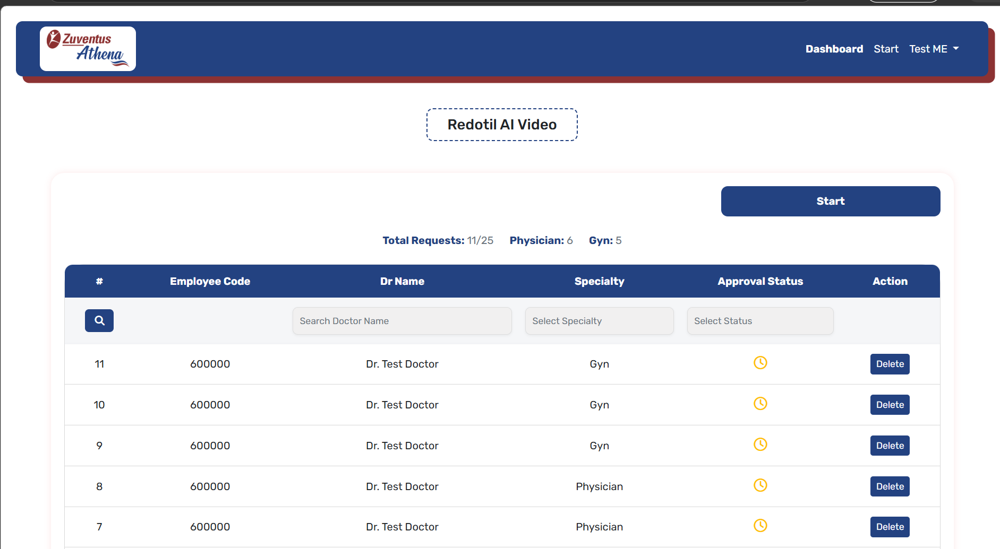 Zuventus
Athena
Dashboard Start Test ME
Redotil AI Video
Start
Total Requests: 11/25 Physician: 6 Gyn: 5
# Employee Code Dr Name Specialty Approval Status Action
Search Doctor Name Select Specialty Select Status
11 600000 Dr. Test Doctor Gyn Delete
10 600000 Dr. Test Doctor Gyn Delete
9 600000 Dr. Test Doctor Gyn Delete
8 600000 Dr. Test Doctor Physician Delete
7 600000 Dr. Test Doctor Physician Delete